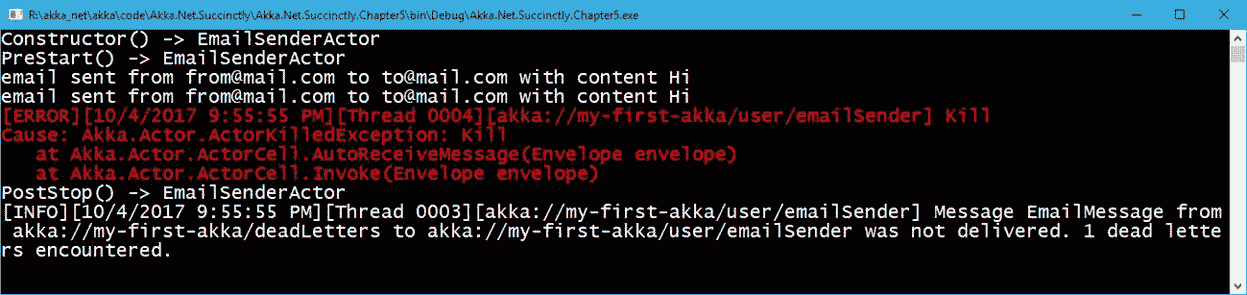 R:\akka_net\akka\code\Akka.Net.Succinctly\Akka.Net.Succinctly.Chapter5\bin\Debug\Akka.Net.Succinctly.Chapter5.exe
Constructor() -> EmailSenderActor
PreStart() -> EmailSenderActor
email sent from from@mail.com to to@mail.com with content Hi
email sent from from@mail.com to to@mail.com with content Hi
[ERROR][10/4/2017 9:55:55 PM][Thread 0004][akka://my-first-akka/user/emailSender] Kill
Cause: Akka.Actor.ActorKilledException: Kill
   at Akka.Actor.ActorCell.AutoReceiveMessage(Envelope envelope)
   at Akka.Actor.ActorCell.Invoke(Envelope envelope)
PostStop() -> EmailSenderActor
[INFO][10/4/2017 9:55:55 PM][Thread 0003][akka://my-first-akka/user/emailSender] Message EmailMessage from
 akka://my-first-akka/deadLetters to akka://my-first-akka/user/emailSender was not delivered. 1 dead lette
rs encountered.